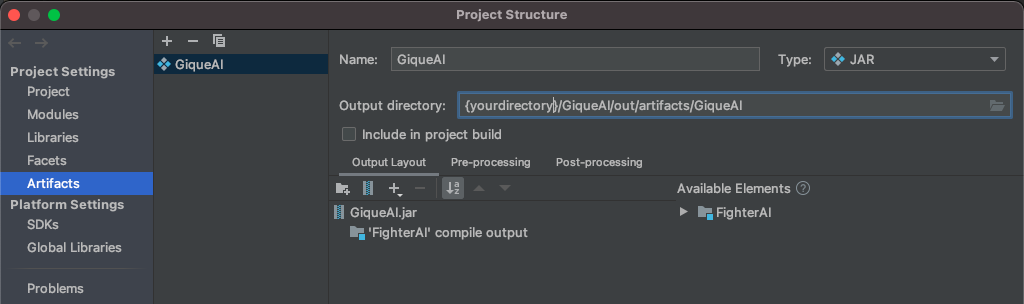 Project Structure
Project Settings
Project
Modules
Libraries
Facets
Artifacts
Platform Settings
SDKs
Global Libraries
Problems
GiqueAI
Name: GiqueAI Type: JAR
Output directory: {yourdirectory}/GiqueAI/out/artifacts/GiqueAI
Include in project build
Output Layout Pre-processing Post-processing
Available Elements ?
GiqueAI.jar
'FighterAI' compile output
FighterAI